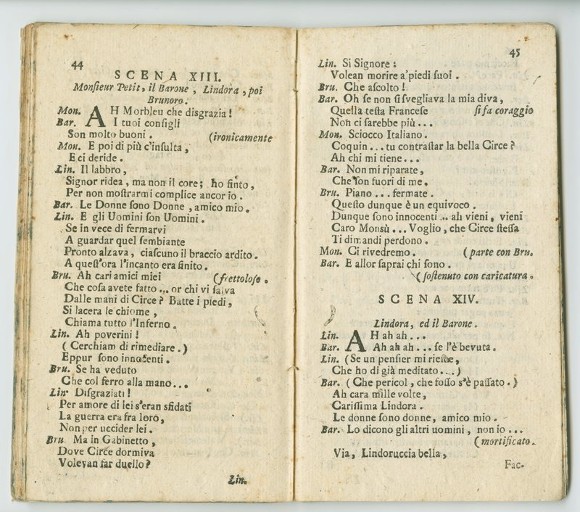 44
SCENA XIII.
Monsieur Petit, il Barone, Lindora, poi
Brunoro.
Mon. AH Morbleu che disgrazia!
Bar. I tuoi consigli
Son molto buoni. (ironicamente
Mon. E poi di più c'insulta,
E ci deride.
Lin. Il labbro,
Signor ridea, ma non il core; ho finto,
Per non mostrarmi complice ancor io.
Bar. Le Donne son Donne, amico mio.
Lin. E gli Uomini son Uomini.
Se in vece di fermarvi
A guardar quel sembiante
Pronto alzava, ciascuno il braccio ardito.
A quest'ora l'incanto era finito.
Bru. Ah cari amici miei (frettoloso.
Che cosa avete fatto... or chi vi salva
Dalle mani di Circe? Batte i piedi,
Si lacera le chiome,
Chiama tutto l'Inferno.
Lin. Ah poverini!
(Cerchiam di rimediare.)
Eppur sono innocenti.
Bru. Se ha veduto
Che col ferro alla mano...
Lin. Disgraziati!
Per amore di lei s'eran sfidati
La guerra era fra loro,
Non per uccider lei.
Bru. Ma in Gabinetto,
Dove Circe dormiva
Volevan far duello?
Lin.
45
Lin. Si Signore:
Volean morire a' piedi suoi.
Bru. Che ascolto!
Bar. Oh se non si svegliava la mia diva,
Quella testa Francese si fa coraggio
Non ci sarebbe più...
Mon. Sciocco Italiano.
Coquin... tu contrastar la bella Circe?
Ah chi mi tiene...
Bar. Non mi riparate,
Che son fuori di me.
Bru. Piano... fermate.
Questo dunque è un equivoco.
Dunque sono innocenti... ah vieni, vieni
Caro Monsù... Voglio, che Circe stessa
Ti dimandi perdono.
Mon. Ci rivedremo. (parte con Bru.
Bar. E allor saprai chi sono.
(sostenuto con caricatura.
SCENA XIV.
Lindora, ed il Barone.
Lin. AH ah ah...
Bar. Ah ah ah... se l'è bevuta.
Lin. (Se un pensier mi riesce,
Che ho di già meditato...)
Bar. (Che pericol, che fosso s'è passato.)
Ah cara mille volte,
Carissima Lindora.
Le donne sono donne, amico mio.
Bar. Lo dicono gli altri uomini, non io...
(mortificato.
Via, Lindoruccia bella,
Fac-